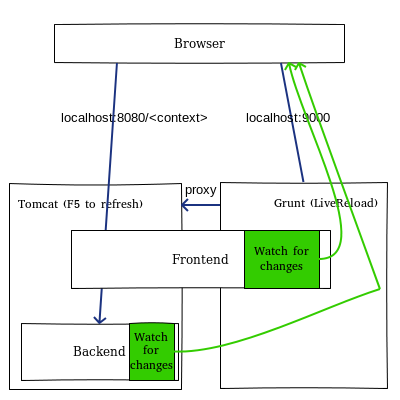 Browser
localhost:8080/<context>
localhost:9000
proxy
Tomcat (F5 to refresh)
Grunt (LiveReload)
Frontend
Watch for
changes
Backend
Watch
for
changes